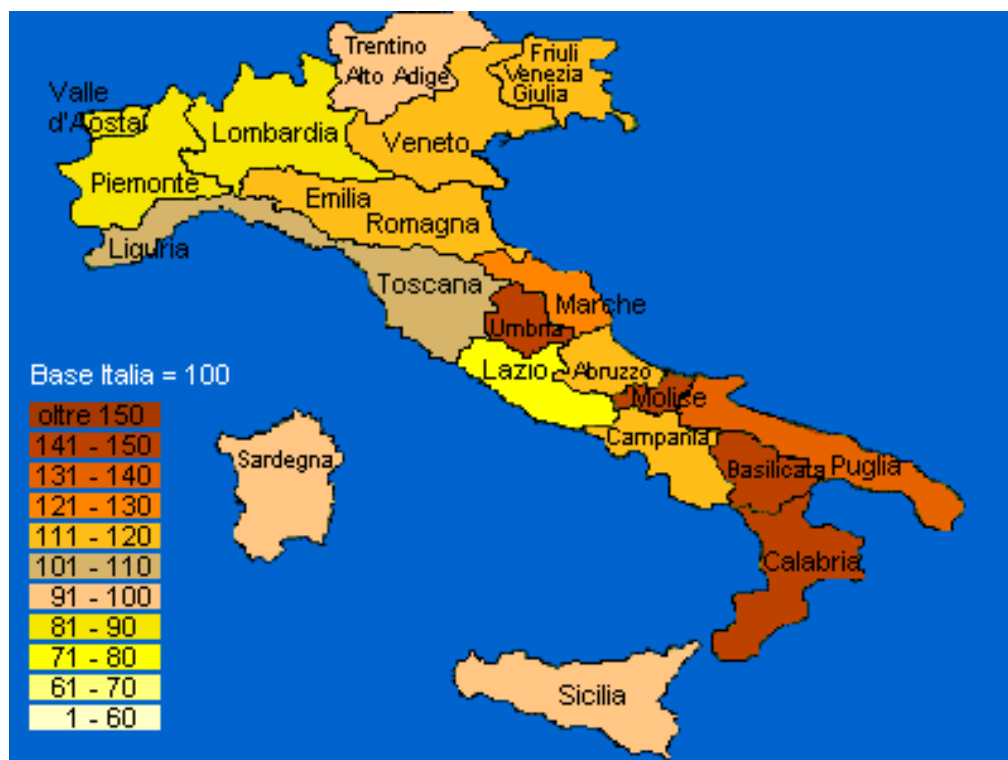 Trentino
Alto Adige
Friuli
Venezia
Giulia
Valle
d'Aosta
Lombardia
Veneto
Piemonte
Emilia
Romagna
Liguria
Toscana
Marche
Umbria
Lazio
Abruzzo
Molise
Campania
Basilicata
Puglia
Sardegna
Calabria
Sicilia
Base Italia = 100
oltre 150
141 - 150
131 - 140
121 - 130
111 - 120
101 - 110
91 - 100
81 - 90
71 - 80
61 - 70
1 - 60